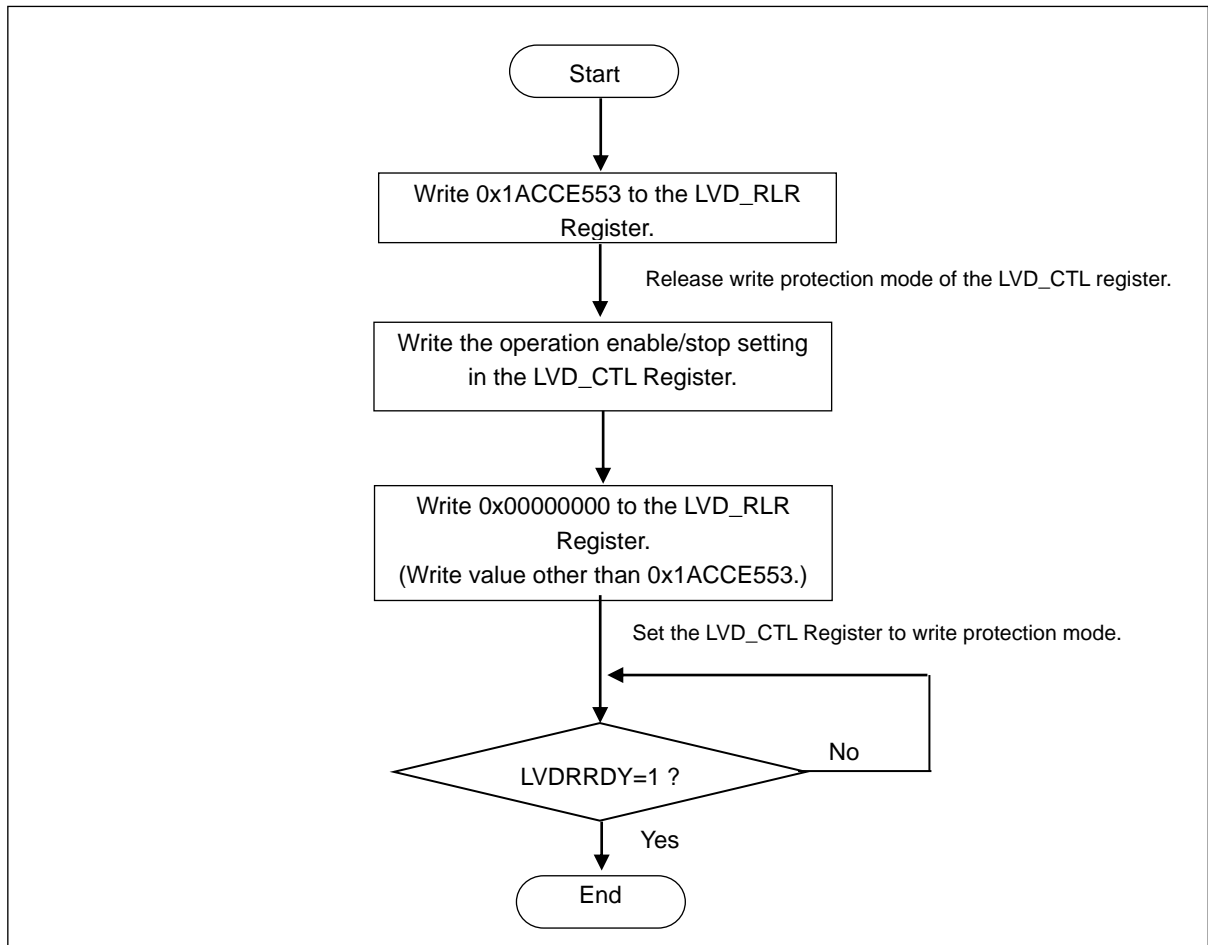 Start
Write 0x1ACCE553 to the LVD_RLR
Register.
Release write protection mode of the LVD_CTL register.
Write the operation enable/stop setting
in the LVD_CTL Register.
Write 0x00000000 to the LVD_RLR
Register.
(Write value other than 0x1ACCE553.)
Set the LVD_CTL Register to write protection mode.
No
LVDRRDY=1 ?
Yes
End